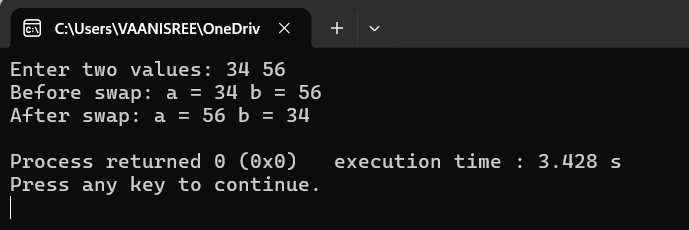 C:\Users\VAANISREE\OneDriv
Enter two values: 34 56
Before swap: a = 34 b = 56
After swap: a = 56 b = 34
Process returned 0 (0x0)   execution time : 3.428 s
Press any key to continue.